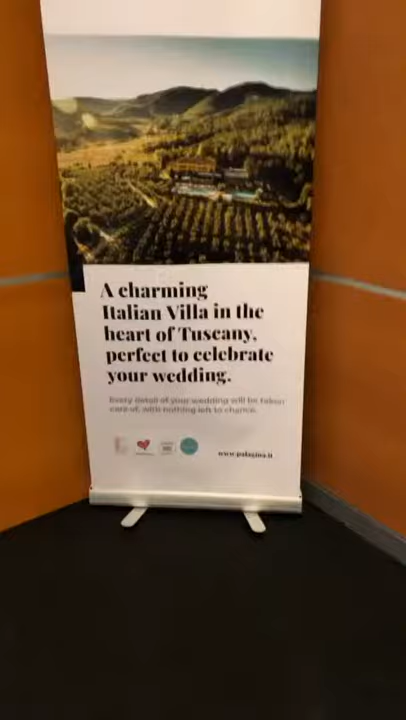 A charming
Italian Villa in the
heart of Tuscany,
perfect to celebrate
your wedding.
Every detail of your wedding will be taken
care of, with nothing left to chance.
www.palagina.it